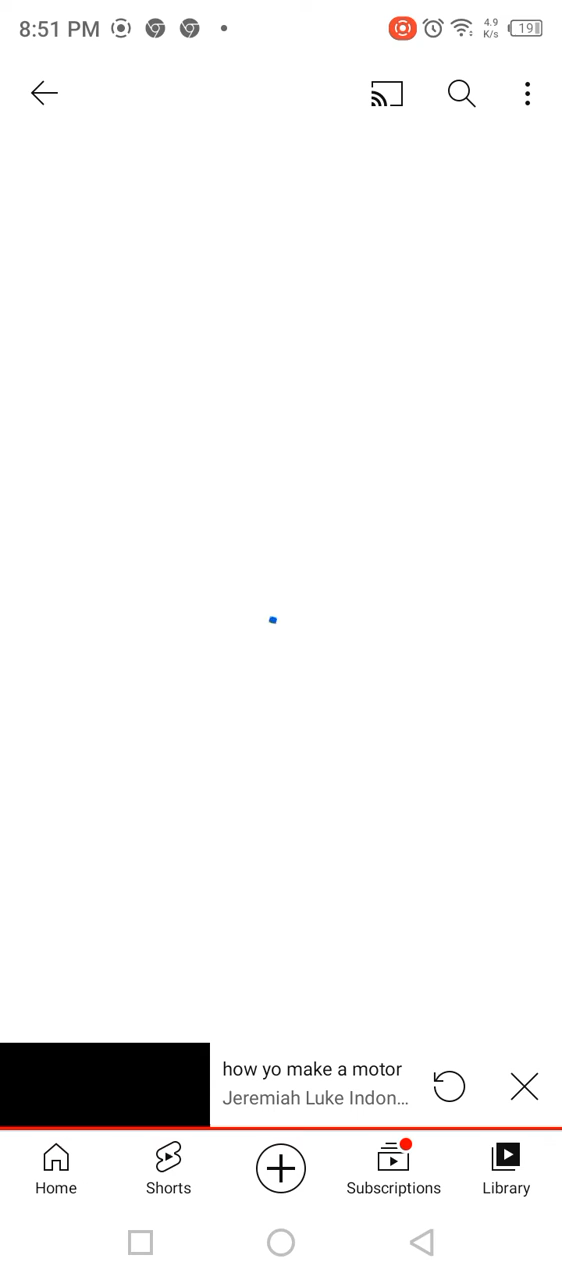 8:51 PM 4.9 K/s 19
how yo make a motor
Jeremiah Luke Indon...
Home Shorts Subscriptions Library